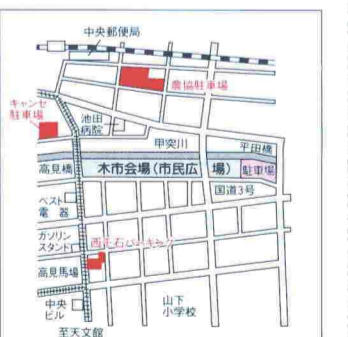 中央郵便局
農協駐車場
キャンセ
駐車場
池田
病院
甲突川
平田橋
高見橋
木市会場(市民広場)
駐車場
国道3号
ベスト
電器
ガソリン
スタンド
西千石パーキング
高見馬場
中央
ビル
山下
小学校
至天文館